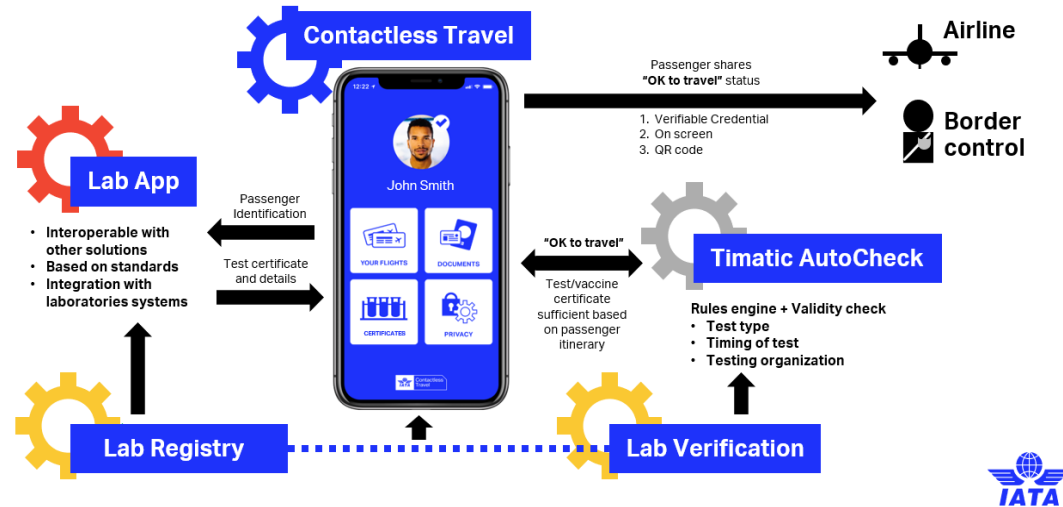 Contactless Travel
Airline
Passenger shares
"OK to travel" status
1. Verifiable Credential
2. On screen
3. QR code
Border
control
12:22
John Smith
YOUR FLIGHTS
DOCUMENTS
CERTIFICATES
PRIVACY
IATA
Contactless
Travel
Lab App
• Interoperable with
other solutions
• Based on standards
• Integration with
laboratories systems
Passenger
Identification
Test certificate
and details
"OK to travel"
Test/vaccine
certificate
sufficient based
on passenger
itinerary
Timatic AutoCheck
Rules engine + Validity check
• Test type
• Timing of test
• Testing organization
Lab Registry
Lab Verification
IATA